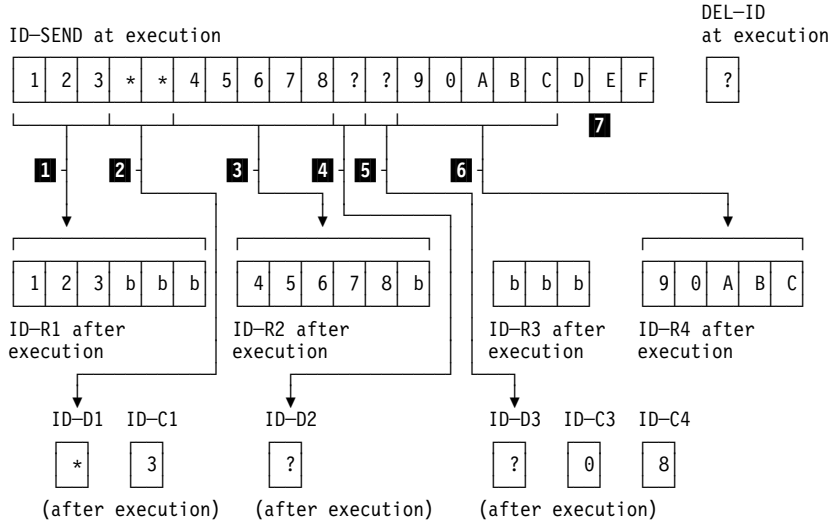 DEL–ID
ID–SEND at execution at execution
1 2 3 * * 4 5 6 7 8 ? ? 9 0 A B C D E F ?
7
1 2 3 4 5 6
1 2 3 b b b 4 5 6 7 8 b b b b 9 0 A B C
ID–R1 after ID–R2 after ID–R3 after ID–R4 after
execution execution execution execution
ID–D1 ID–C1 ID–D2 ID–D3 ID–C3 ID–C4
* 3 ? ? 0 8
(after execution) (after execution) (after execution)